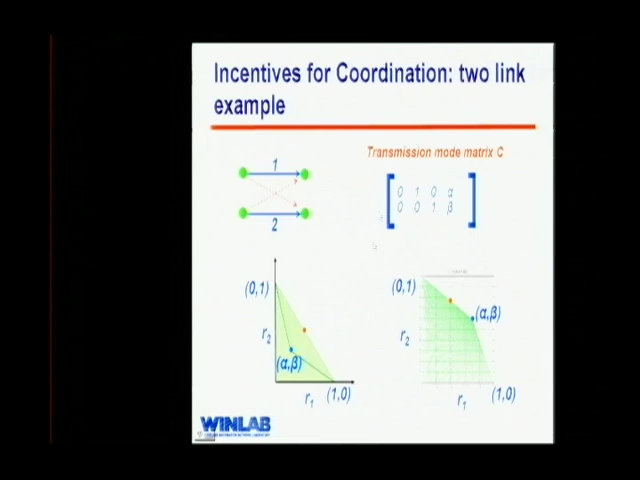 Incentives for Coordination: two link
example
1
2
Transmission mode matrix C
0 1 0 α
0 0 1 β
(0,1)
r2
(α,β)
r1 (1,0)
(0,1)
(α,β)
r2
r1 (1,0)
WINLAB